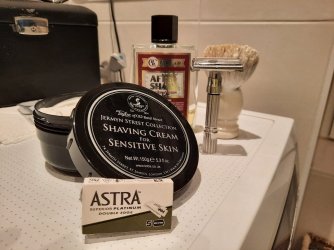 AFTER
SHAVE
Taylor of Old Bond Street
JERMYN STREET COLLECTION
SHAVING CREAM
FOR
SENSITIVE SKIN
Net Wt. 150g ℮ 5.3 oz
ASTRA
SUPERIOR PLATINUM
DOUBLE EDGE
5